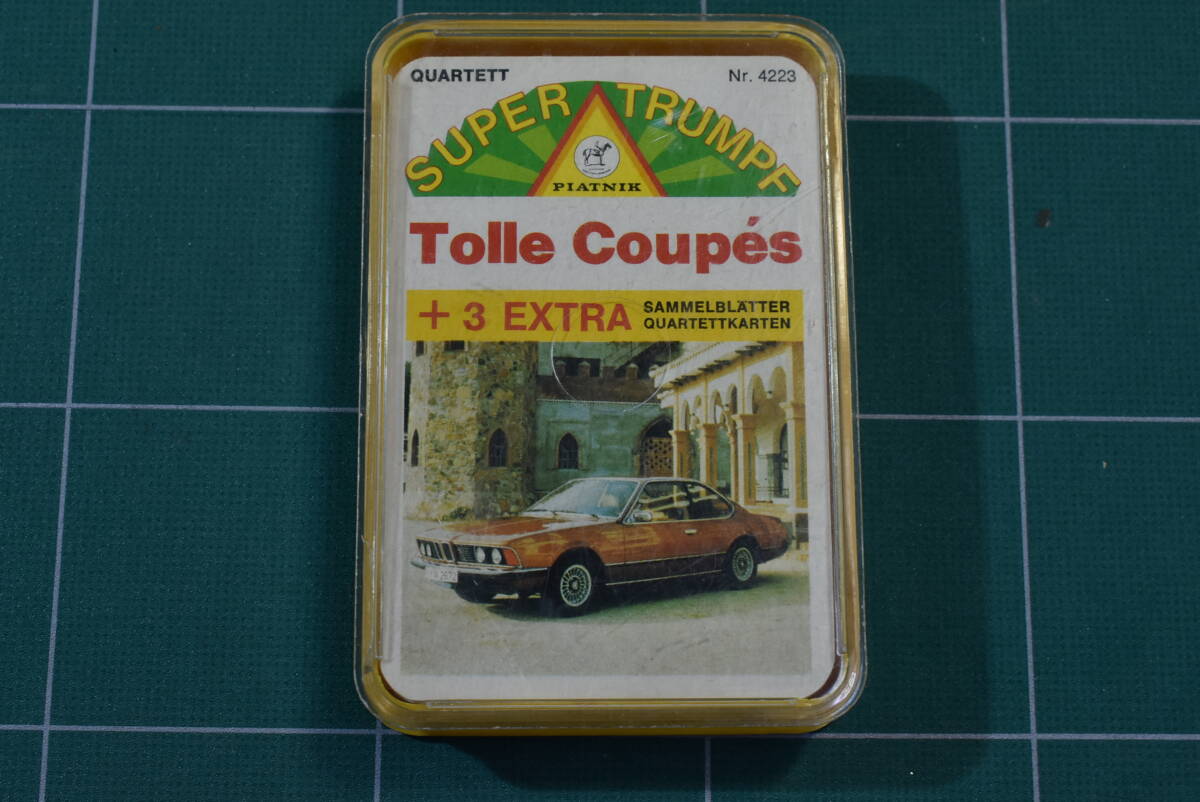 QUARTETT Nr. 4223
SUPER TRUMPF
PIATNIK
Tolle Coupés
+ 3 EXTRA SAMMELBLÄTTER
QUARTETTKARTEN